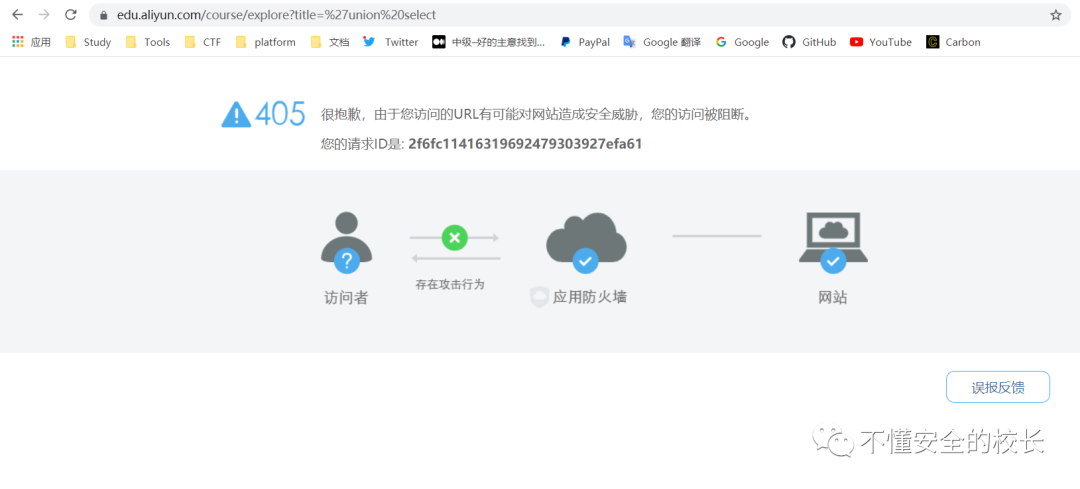 edu.aliyun.com/course/explore?title=%27union%20select
应用 Study Tools CTF platform 文档 Twitter 中级–好的主意找到... PayPal Google 翻译 Google GitHub YouTube Carbon
405 很抱歉，由于您访问的URL有可能对网站造成安全威胁，您的访问被阻断。
您的请求ID是: 2f6fc11416319692479303927efa61
存在攻击行为
访问者 应用防火墙 网站
误报反馈
不懂安全的校长